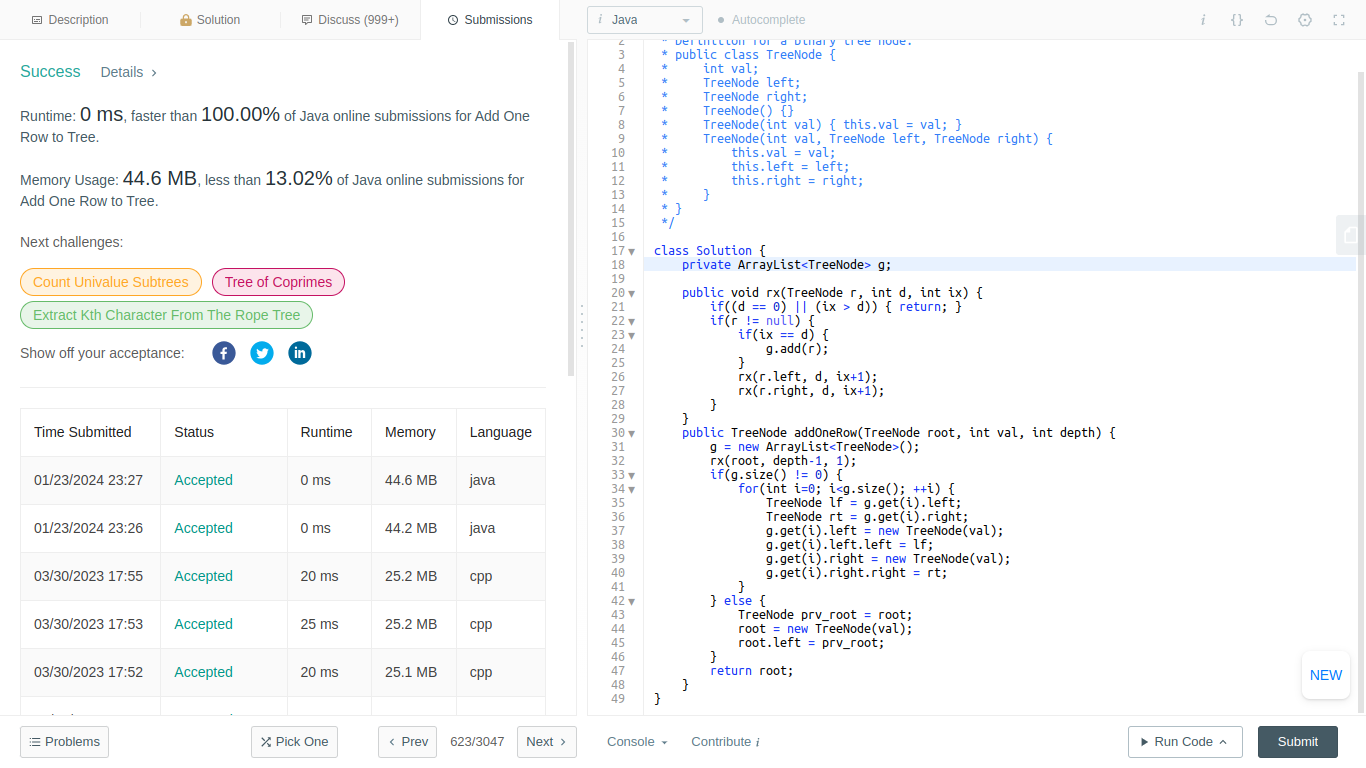 Description
Solution
Discuss (999+)
Submissions
i Java
Autocomplete
i {}
Success
Details
Runtime: 0 ms, faster than 100.00% of Java online submissions for Add One
Row to Tree.
Memory Usage: 44.6 MB, less than 13.02% of Java online submissions for
Add One Row to Tree.
Next challenges:
Count Univalue Subtrees
Tree of Coprimes
Extract Kth Character From The Rope Tree
Show off your acceptance:
Time Submitted Status Runtime Memory Language
01/23/2024 23:27 Accepted 0 ms 44.6 MB java
01/23/2024 23:26 Accepted 0 ms 44.2 MB java
03/30/2023 17:55 Accepted 20 ms 25.2 MB cpp
03/30/2023 17:53 Accepted 25 ms 25.2 MB cpp
03/30/2023 17:52 Accepted 20 ms 25.1 MB cpp
2 * Definition for a binary tree node.
3 * public class TreeNode {
4 *     int val;
5 *     TreeNode left;
6 *     TreeNode right;
7 *     TreeNode() {}
8 *     TreeNode(int val) { this.val = val; }
9 *     TreeNode(int val, TreeNode left, TreeNode right) {
10 *         this.val = val;
11 *         this.left = left;
12 *         this.right = right;
13 *     }
14 * }
15 */
16
17 class Solution {
18     private ArrayList<TreeNode> g;
19
20     public void rx(TreeNode r, int d, int ix) {
21         if((d == 0) || (ix > d)) { return; }
22         if(r != null) {
23             if(ix == d) {
24                 g.add(r);
25             }
26             rx(r.left, d, ix+1);
27             rx(r.right, d, ix+1);
28         }
29     }
30     public TreeNode addOneRow(TreeNode root, int val, int depth) {
31         g = new ArrayList<TreeNode>();
32         rx(root, depth-1, 1);
33         if(g.size() != 0) {
34             for(int i=0; i<g.size(); ++i) {
35                 TreeNode lf = g.get(i).left;
36                 TreeNode rt = g.get(i).right;
37                 g.get(i).left = new TreeNode(val);
38                 g.get(i).left.left = lf;
39                 g.get(i).right = new TreeNode(val);
40                 g.get(i).right.right = rt;
41             }
42         } else {
43             TreeNode prv_root = root;
44             root = new TreeNode(val);
45             root.left = prv_root;
46         }
47         return root;
48     }
49 }
NEW
Problems
Pick One
Prev
623/3047
Next
Console
Contribute i
Run Code
Submit